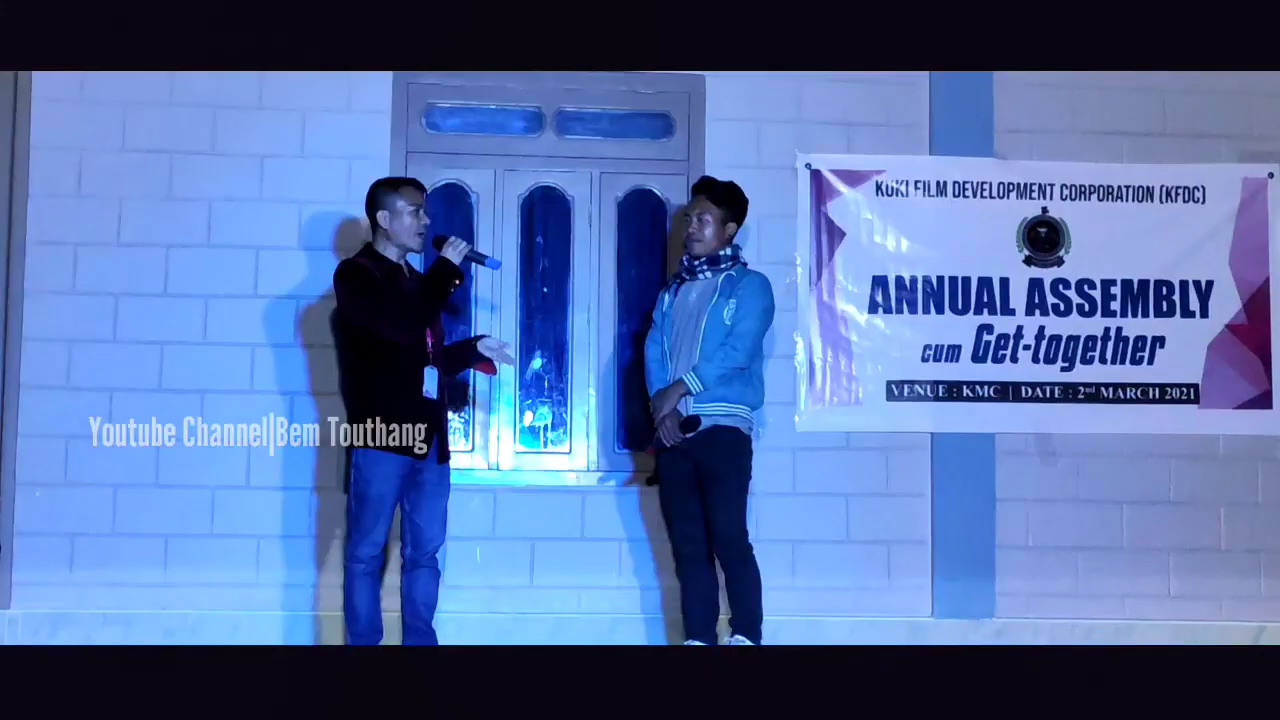 KUKI FILM DEVELOPMENT CORPORATION (KFDC)
ANNUAL ASSEMBLY
cum Get-together
VENUE : KMC | DATE : 2nd MARCH 2021
Youtube Channel|Bem Touthang